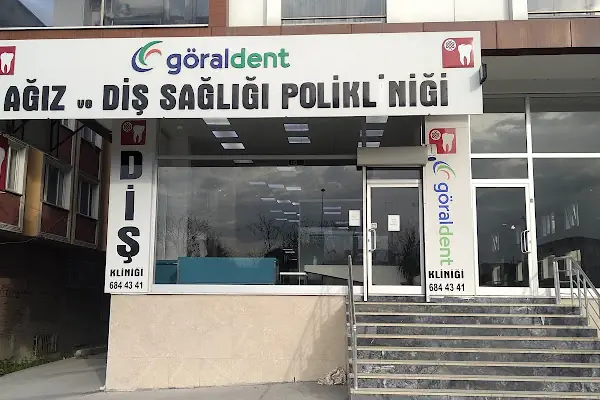 göraldent
AĞIZ ve DİŞ SAĞLIĞI POLİKL'NİĞİ
DİŞ
KLİNİĞİ
684 43 41
göraldent
KLİNİĞİ
684 43 41